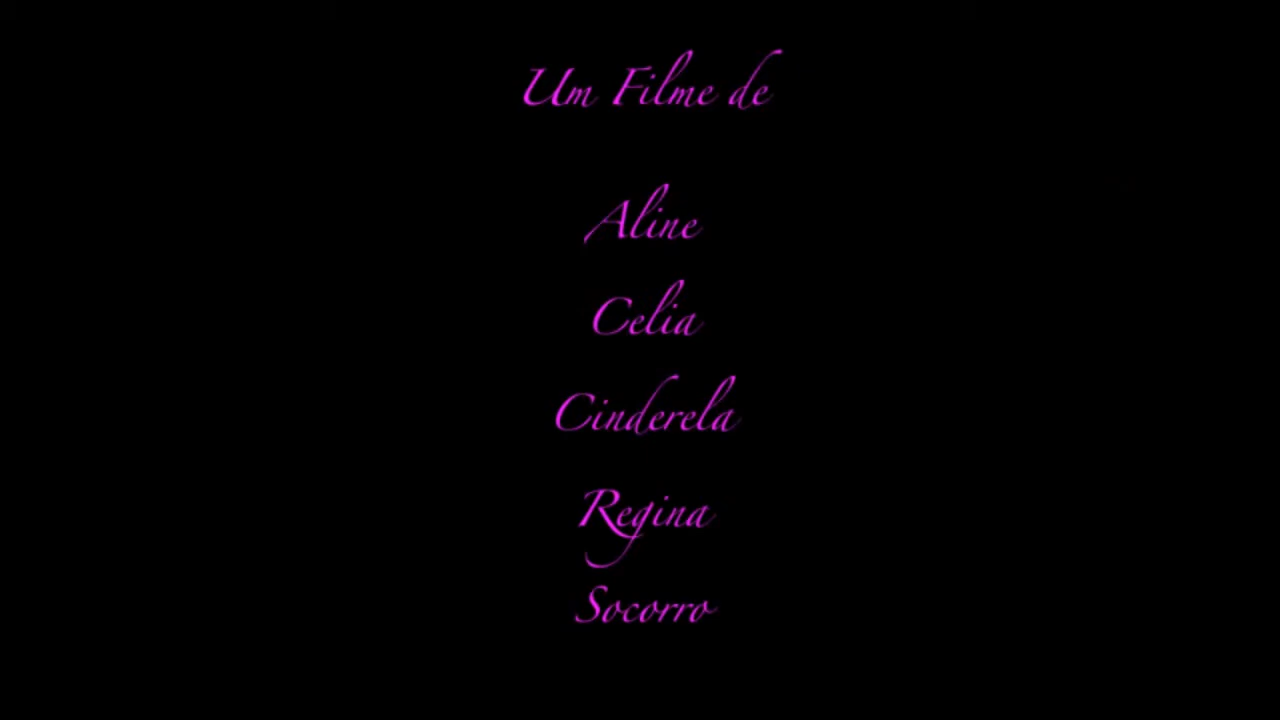 Um Filme de
Aline
Celia
Cinderela
Regina
Socorro